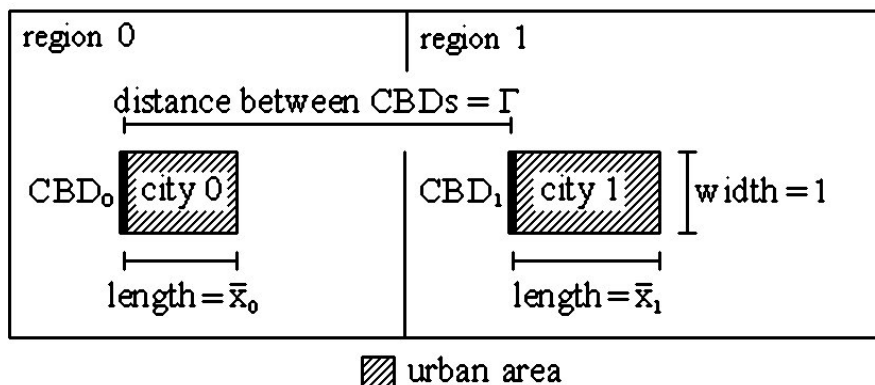 region 0
region 1
distance between CBDs = Γ
CBD₀
city 0
CBD₁
city 1
width = 1
length = x̄₀
length = x̄₁
urban area